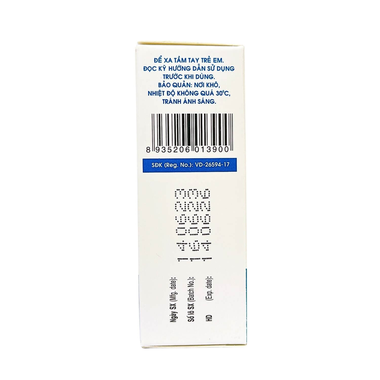 ĐỂ XA TẦM TAY TRẺ EM.
ĐỌC KỸ HƯỚNG DẪN SỬ DỤNG
TRƯỚC KHI DÙNG.
BẢO QUẢN: NƠI KHÔ,
NHIỆT ĐỘ KHÔNG QUÁ 30°C,
TRÁNH ÁNH SÁNG.
8 935206 013900
SĐK (Reg. No.): VD-26594-17
Ngày SX (Mfg. date): 140623
Số lô SX (Batch No.):
HD (Exp. date): 140626